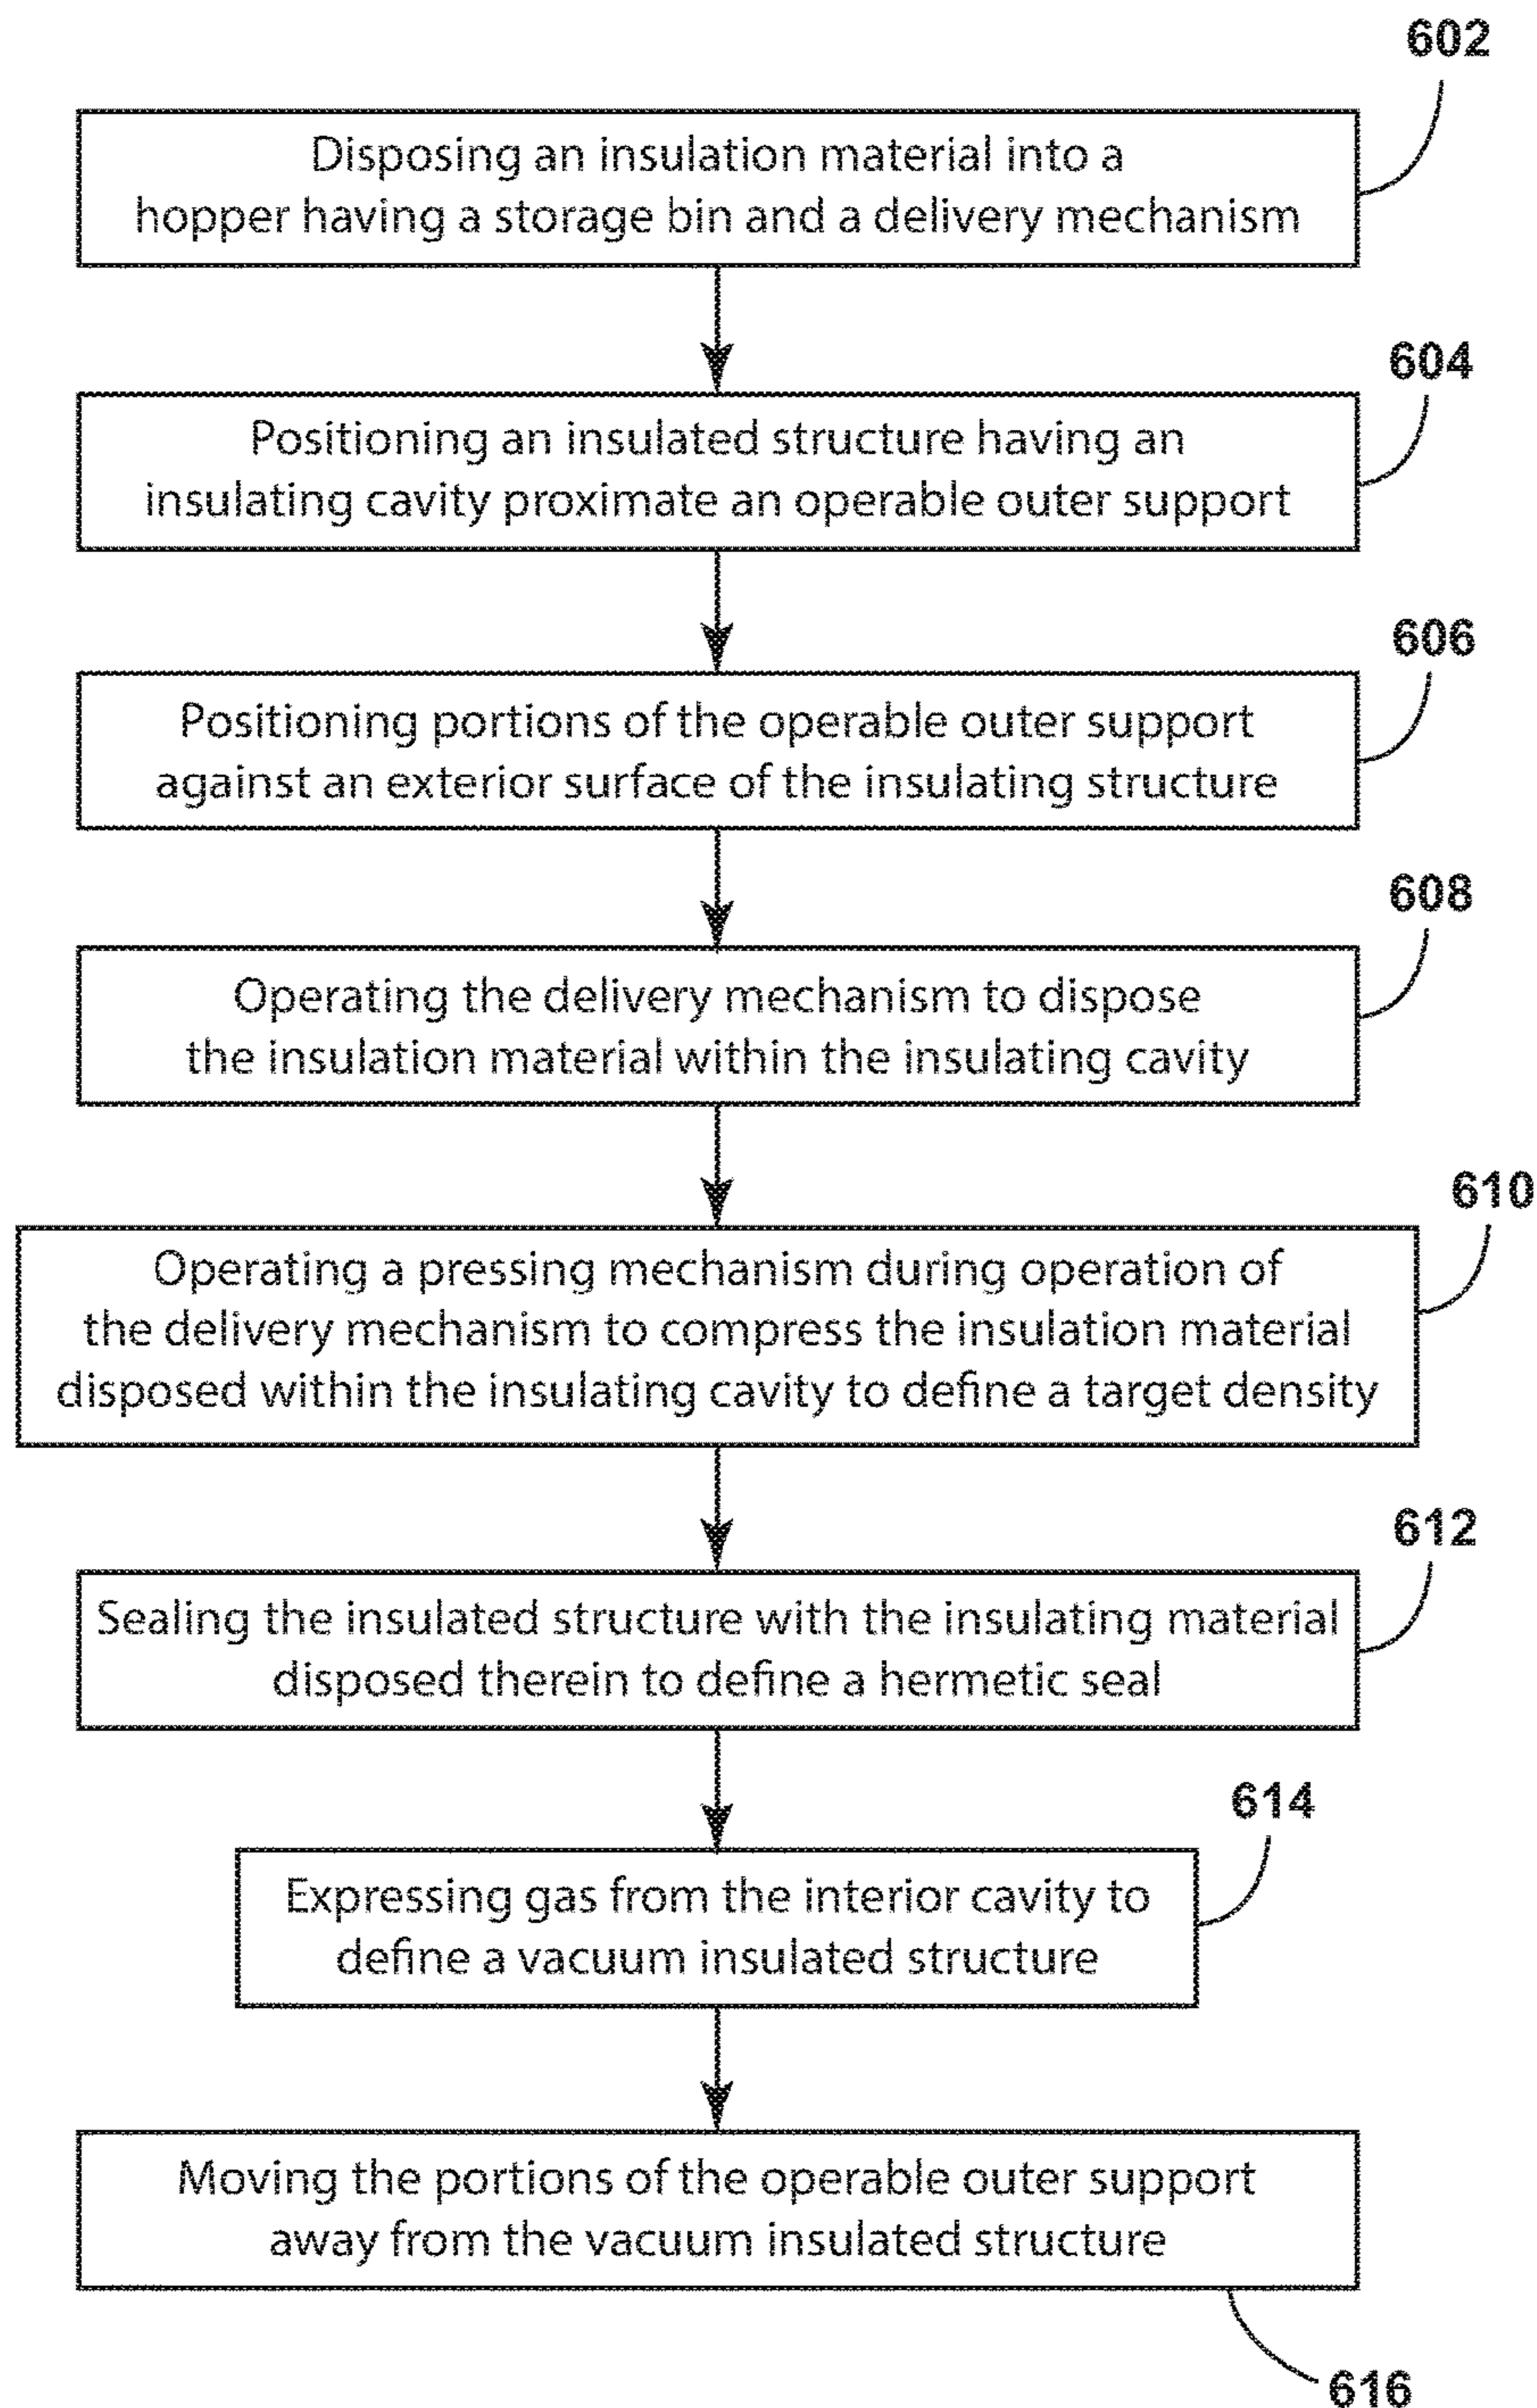 602
Disposing an insulation material into a
hopper having a storage bin and a delivery mechanism
604
Positioning an insulated structure having an
insulating cavity proximate an operable outer support
606
Positioning portions of the operable outer support
against an exterior surface of the insulating structure
608
Operating the delivery mechanism to dispose
the insulation material within the insulating cavity
610
Operating a pressing mechanism during operation of
the delivery mechanism to compress the insulation material
disposed within the insulating cavity to define a target density
612
Sealing the insulated structure with the insulating material
disposed therein to define a hermetic seal
614
Expressing gas from the interior cavity to
define a vacuum insulated structure
Moving the portions of the operable outer support
away from the vacuum insulated structure
616